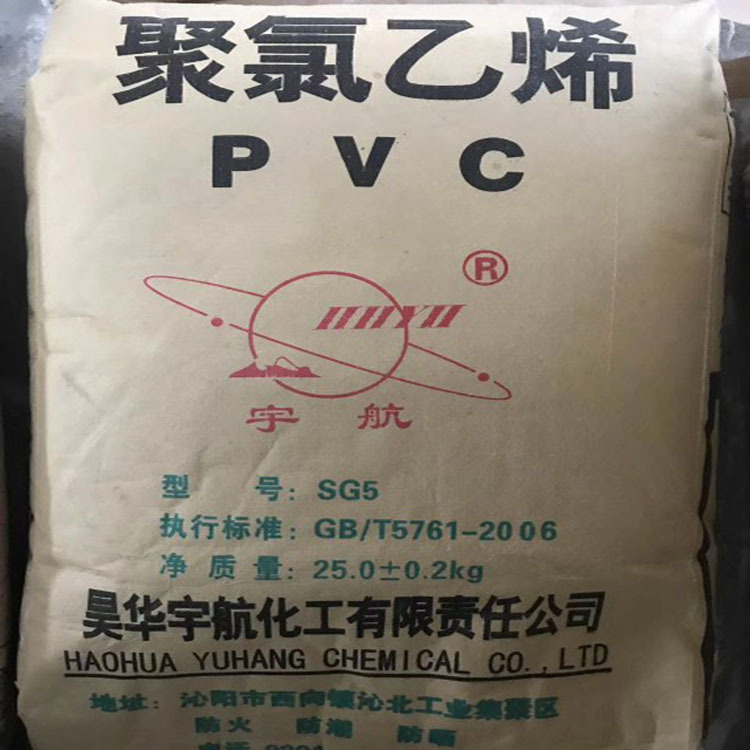 聚氯乙烯
PVC
®
HHYH
宇航
型 号: SG5
执行标准: GB/T5761-2006
净质量: 25.0±0.2kg
昊华宇航化工有限责任公司
HAOHUA YUHANG CHEMICAL CO.,LTD
地址: 沁阳市西向镇沁北工业集聚区
防火 防潮 防晒